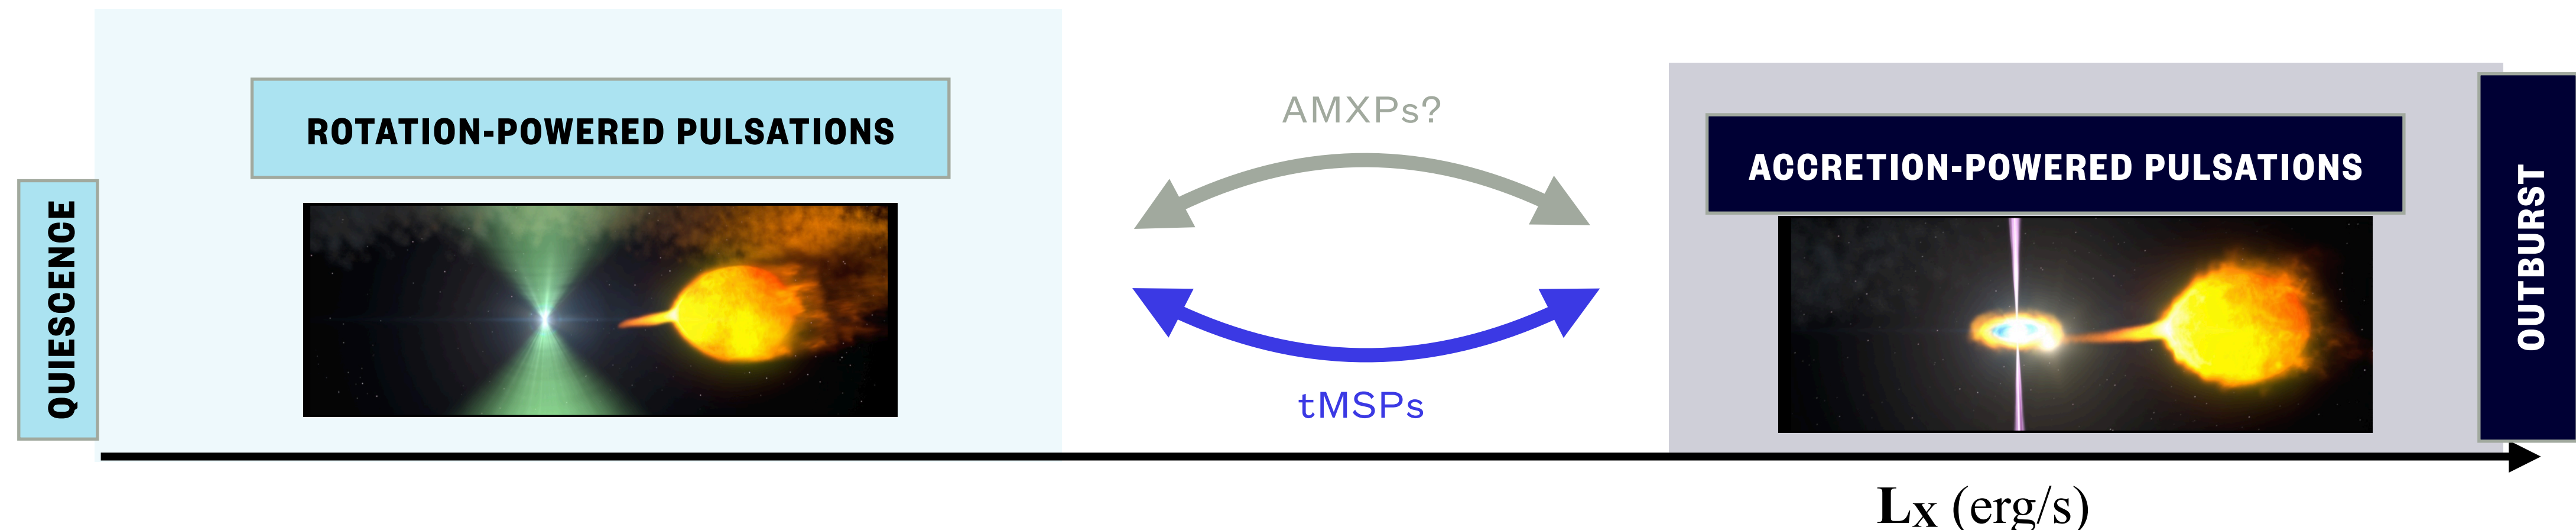 QUIESCENCE
ROTATION-POWERED PULSATIONS
AMXPs?
tMSPs
ACCRETION-POWERED PULSATIONS
OUTBURST
LX (erg/s)